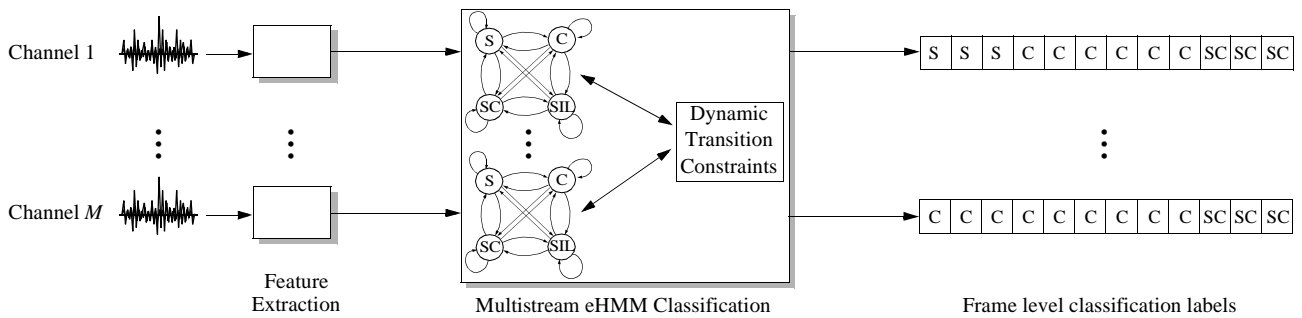 Channel 1
S C
SC SIL
S S S C C C C C C SC SC SC
Dynamic
Transition
Constraints
Channel M
S C
SC SIL
C C C C C C C C C SC SC SC
Feature
Extraction
Multistream eHMM Classification
Frame level classification labels